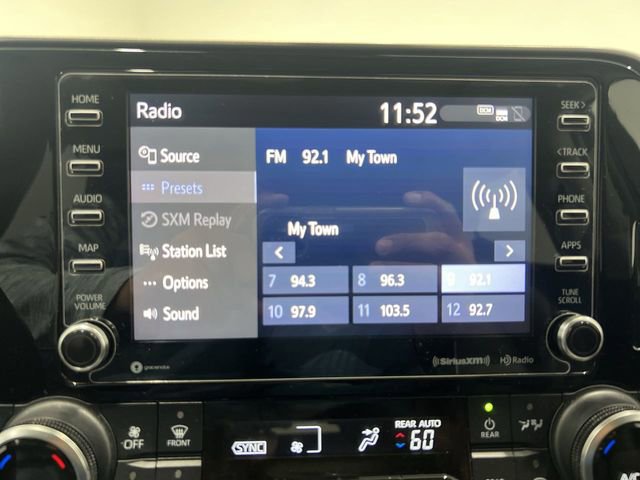 HOME
MENU
AUDIO
MAP
POWER
VOLUME
Radio
11:52
DCM
DCM
Source
Presets
SXM Replay
Station List
Options
Sound
FM 92.1 My Town
My Town
7 94.3
8 96.3
9 92.1
10 97.9
11 103.5
12 92.7
SEEK>
<TRACK
PHONE
APPS
TUNE
SCROLL
gracenote
SiriusXM
HD Radio
OFF
FRONT
SYNC
REAR AUTO
60
REAR